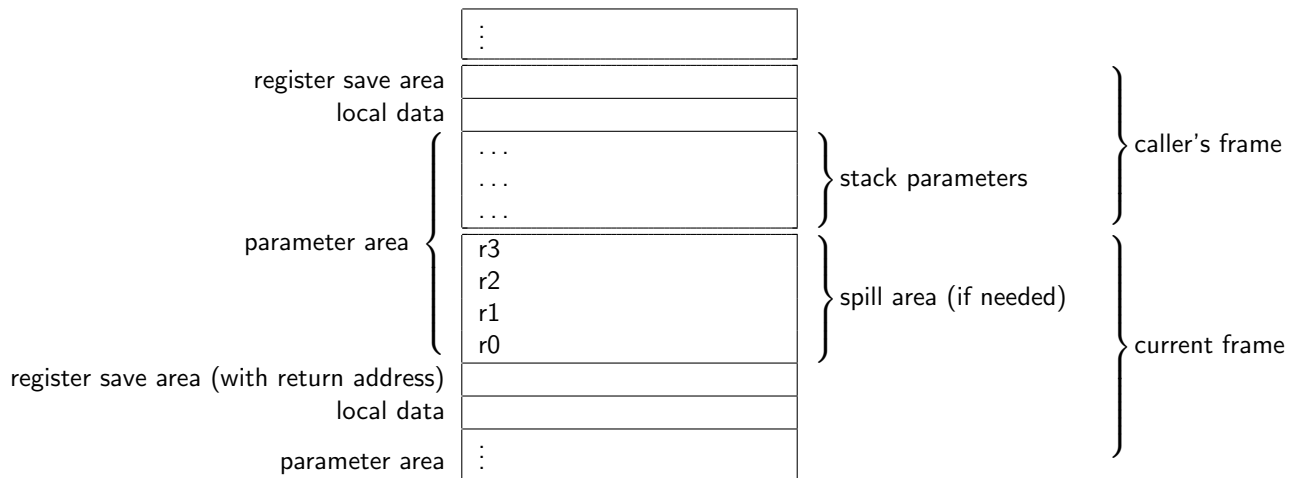 ⋮
register save area
local data
caller's frame
. . .
. . .
. . .
stack parameters
parameter area
r3
r2
r1
r0
spill area (if needed)
current frame
register save area (with return address)
local data
parameter area
⋮